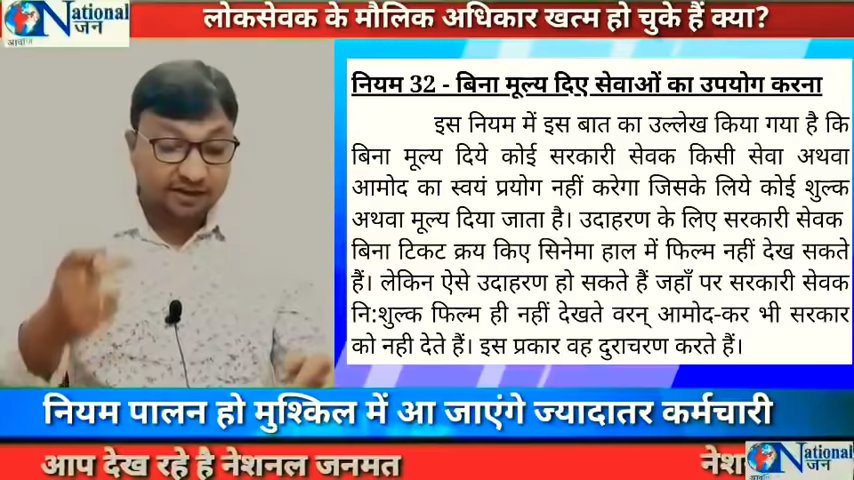 National
जन
आवाज
लोकसेवक के मौलिक अधिकार खत्म हो चुके हैं क्या?
नियम 32 - बिना मूल्य दिए सेवाओं का उपयोग करना
इस नियम में इस बात का उल्लेख किया गया है कि
बिना मूल्य दिये कोई सरकारी सेवक किसी सेवा अथवा
आमोद का स्वयं प्रयोग नहीं करेगा जिसके लिये कोई शुल्क
अथवा मूल्य दिया जाता है। उदाहरण के लिए सरकारी सेवक
बिना टिकट क्रय किए सिनेमा हाल में फिल्म नहीं देख सकते
हैं। लेकिन ऐसे उदाहरण हो सकते हैं जहाँ पर सरकारी सेवक
नि:शुल्क फिल्म ही नहीं देखते वरन् आमोद-कर भी सरकार
को नही देते हैं। इस प्रकार वह दुराचरण करते हैं।
नियम पालन हो मुश्किल में आ जाएंगे ज्यादातर कर्मचारी
आप देख रहे है नेशनल जनमत
नेश
National
जन